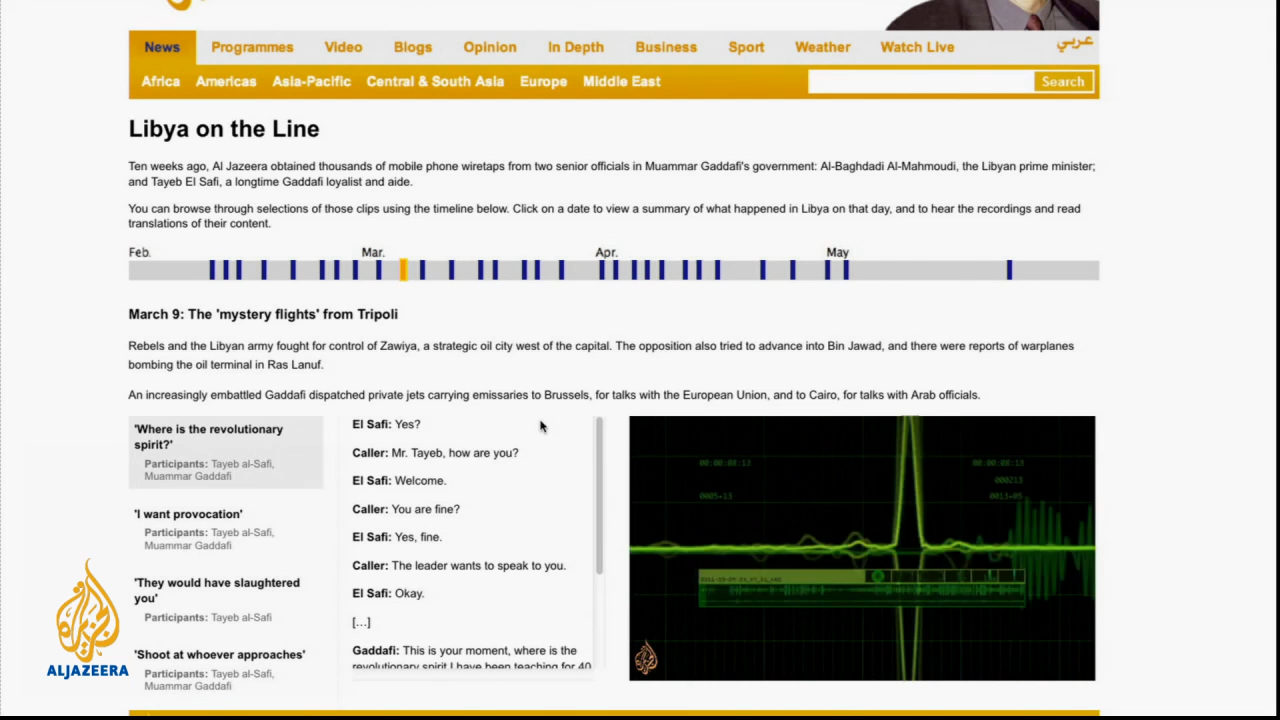 News
Programmes
Video
Blogs
Opinion
In Depth
Business
Sport
Weather
Watch Live
عربي
Africa
Americas
Asia-Pacific
Central & South Asia
Europe
Middle East
Search
Libya on the Line
Ten weeks ago, Al Jazeera obtained thousands of mobile phone wiretaps from two senior officials in Muammar Gaddafi's government: Al-Baghdadi Al-Mahmoudi, the Libyan prime minister;
and Tayeb El Safi, a longtime Gaddafi loyalist and aide.
You can browse through selections of those clips using the timeline below. Click on a date to view a summary of what happened in Libya on that day, and to hear the recordings and read
translations of their content.
Feb.
Mar.
Apr.
May
March 9: The 'mystery flights' from Tripoli
Rebels and the Libyan army fought for control of Zawiya, a strategic oil city west of the capital. The opposition also tried to advance into Bin Jawad, and there were reports of warplanes
bombing the oil terminal in Ras Lanuf.
An increasingly embattled Gaddafi dispatched private jets carrying emissaries to Brussels, for talks with the European Union, and to Cairo, for talks with Arab officials.
'Where is the revolutionary
spirit?'
Participants: Tayeb al-Safi,
Muammar Gaddafi
'I want provocation'
Participants: Tayeb al-Safi,
Muammar Gaddafi
'They would have slaughtered
you'
Participants: Tayeb al-Safi
'Shoot at whoever approaches'
Participants: Tayeb al-Safi,
Muammar Gaddafi
El Safi: Yes?
Caller: Mr. Tayeb, how are you?
El Safi: Welcome.
Caller: You are fine?
El Safi: Yes, fine.
Caller: The leader wants to speak to you.
El Safi: Okay.
[...]
Gaddafi: This is your moment, where is the
revolutionary spirit I have been teaching for 40
00:00:08:13
00:00:08:13
000213
0005-13
0013-05
ALJAZEERA